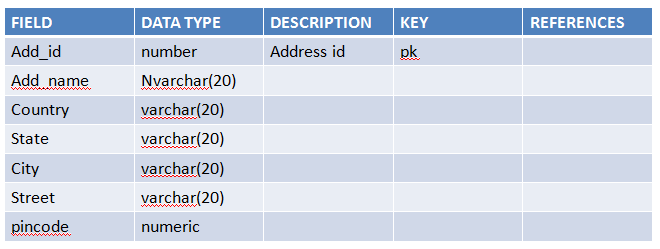 FIELD DATA TYPE DESCRIPTION KEY REFERENCES
Add_id number Address id pk
Add_name Nvarchar(20)
Country varchar(20)
State varchar(20)
City varchar(20)
Street varchar(20)
pincode numeric